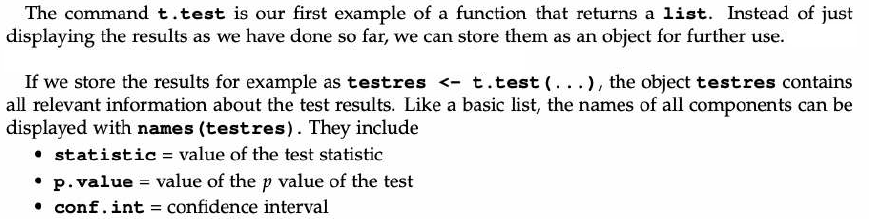 The command t.test is our first example of a function that returns a list. Instead of just
displaying the results as we have done so far, we can store them as an object for further use.
If we store the results for example as testres <- t.test(...), the object testres contains
all relevant information about the test results. Like a basic list, the names of all components can be
displayed with names(testres). They include
• statistic = value of the test statistic
• p.value = value of the p value of the test
• conf.int = confidence interval